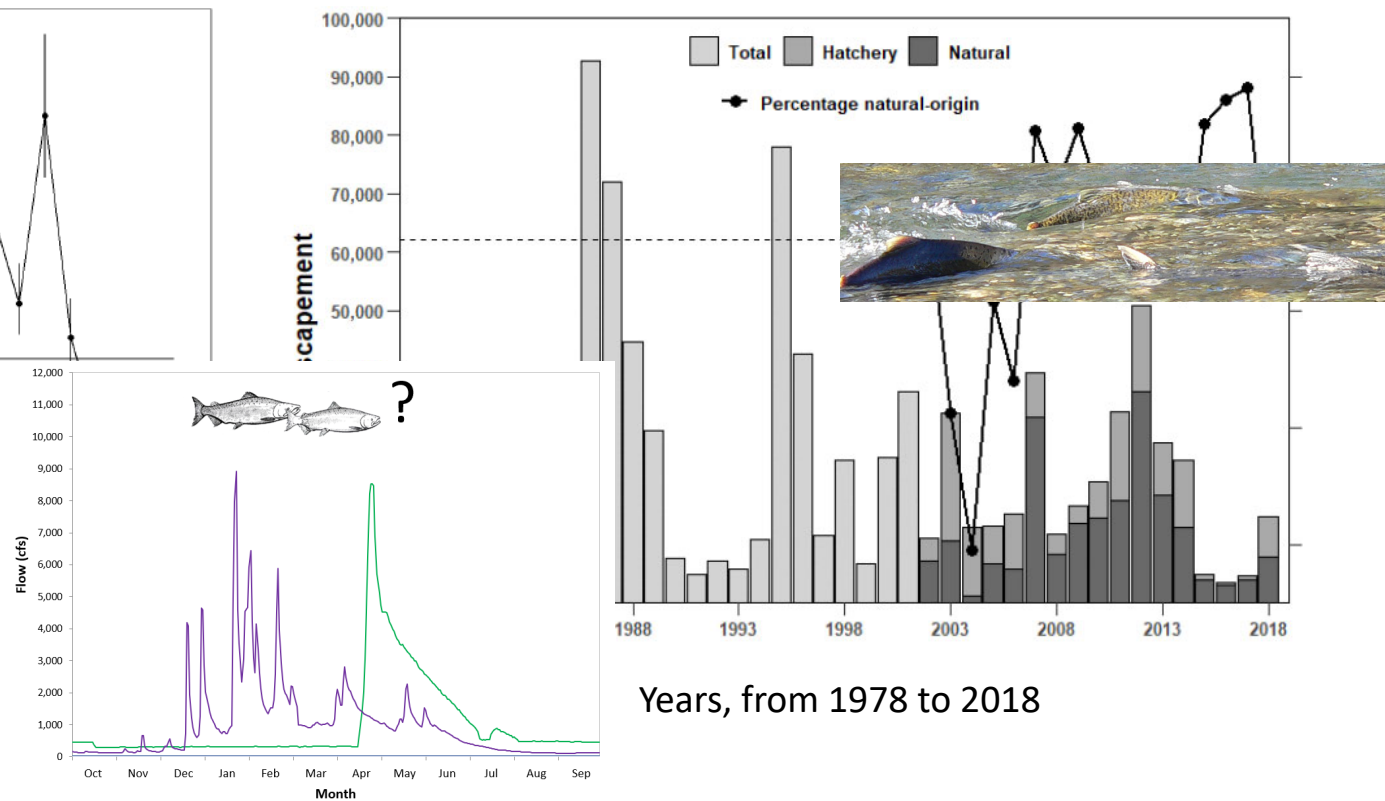 100,000
90,000
80,000
70,000
60,000
50,000
scapement
Total Hatchery Natural
Percentage natural-origin
1988 1993 1998 2003 2008 2013 2018
Years, from 1978 to 2018
?
12,000
11,000
10,000
9,000
8,000
7,000
6,000
5,000
4,000
3,000
2,000
1,000
0
Flow (cfs)
Oct Nov Dec Jan Feb Mar Apr May Jun Jul Aug Sep
Month